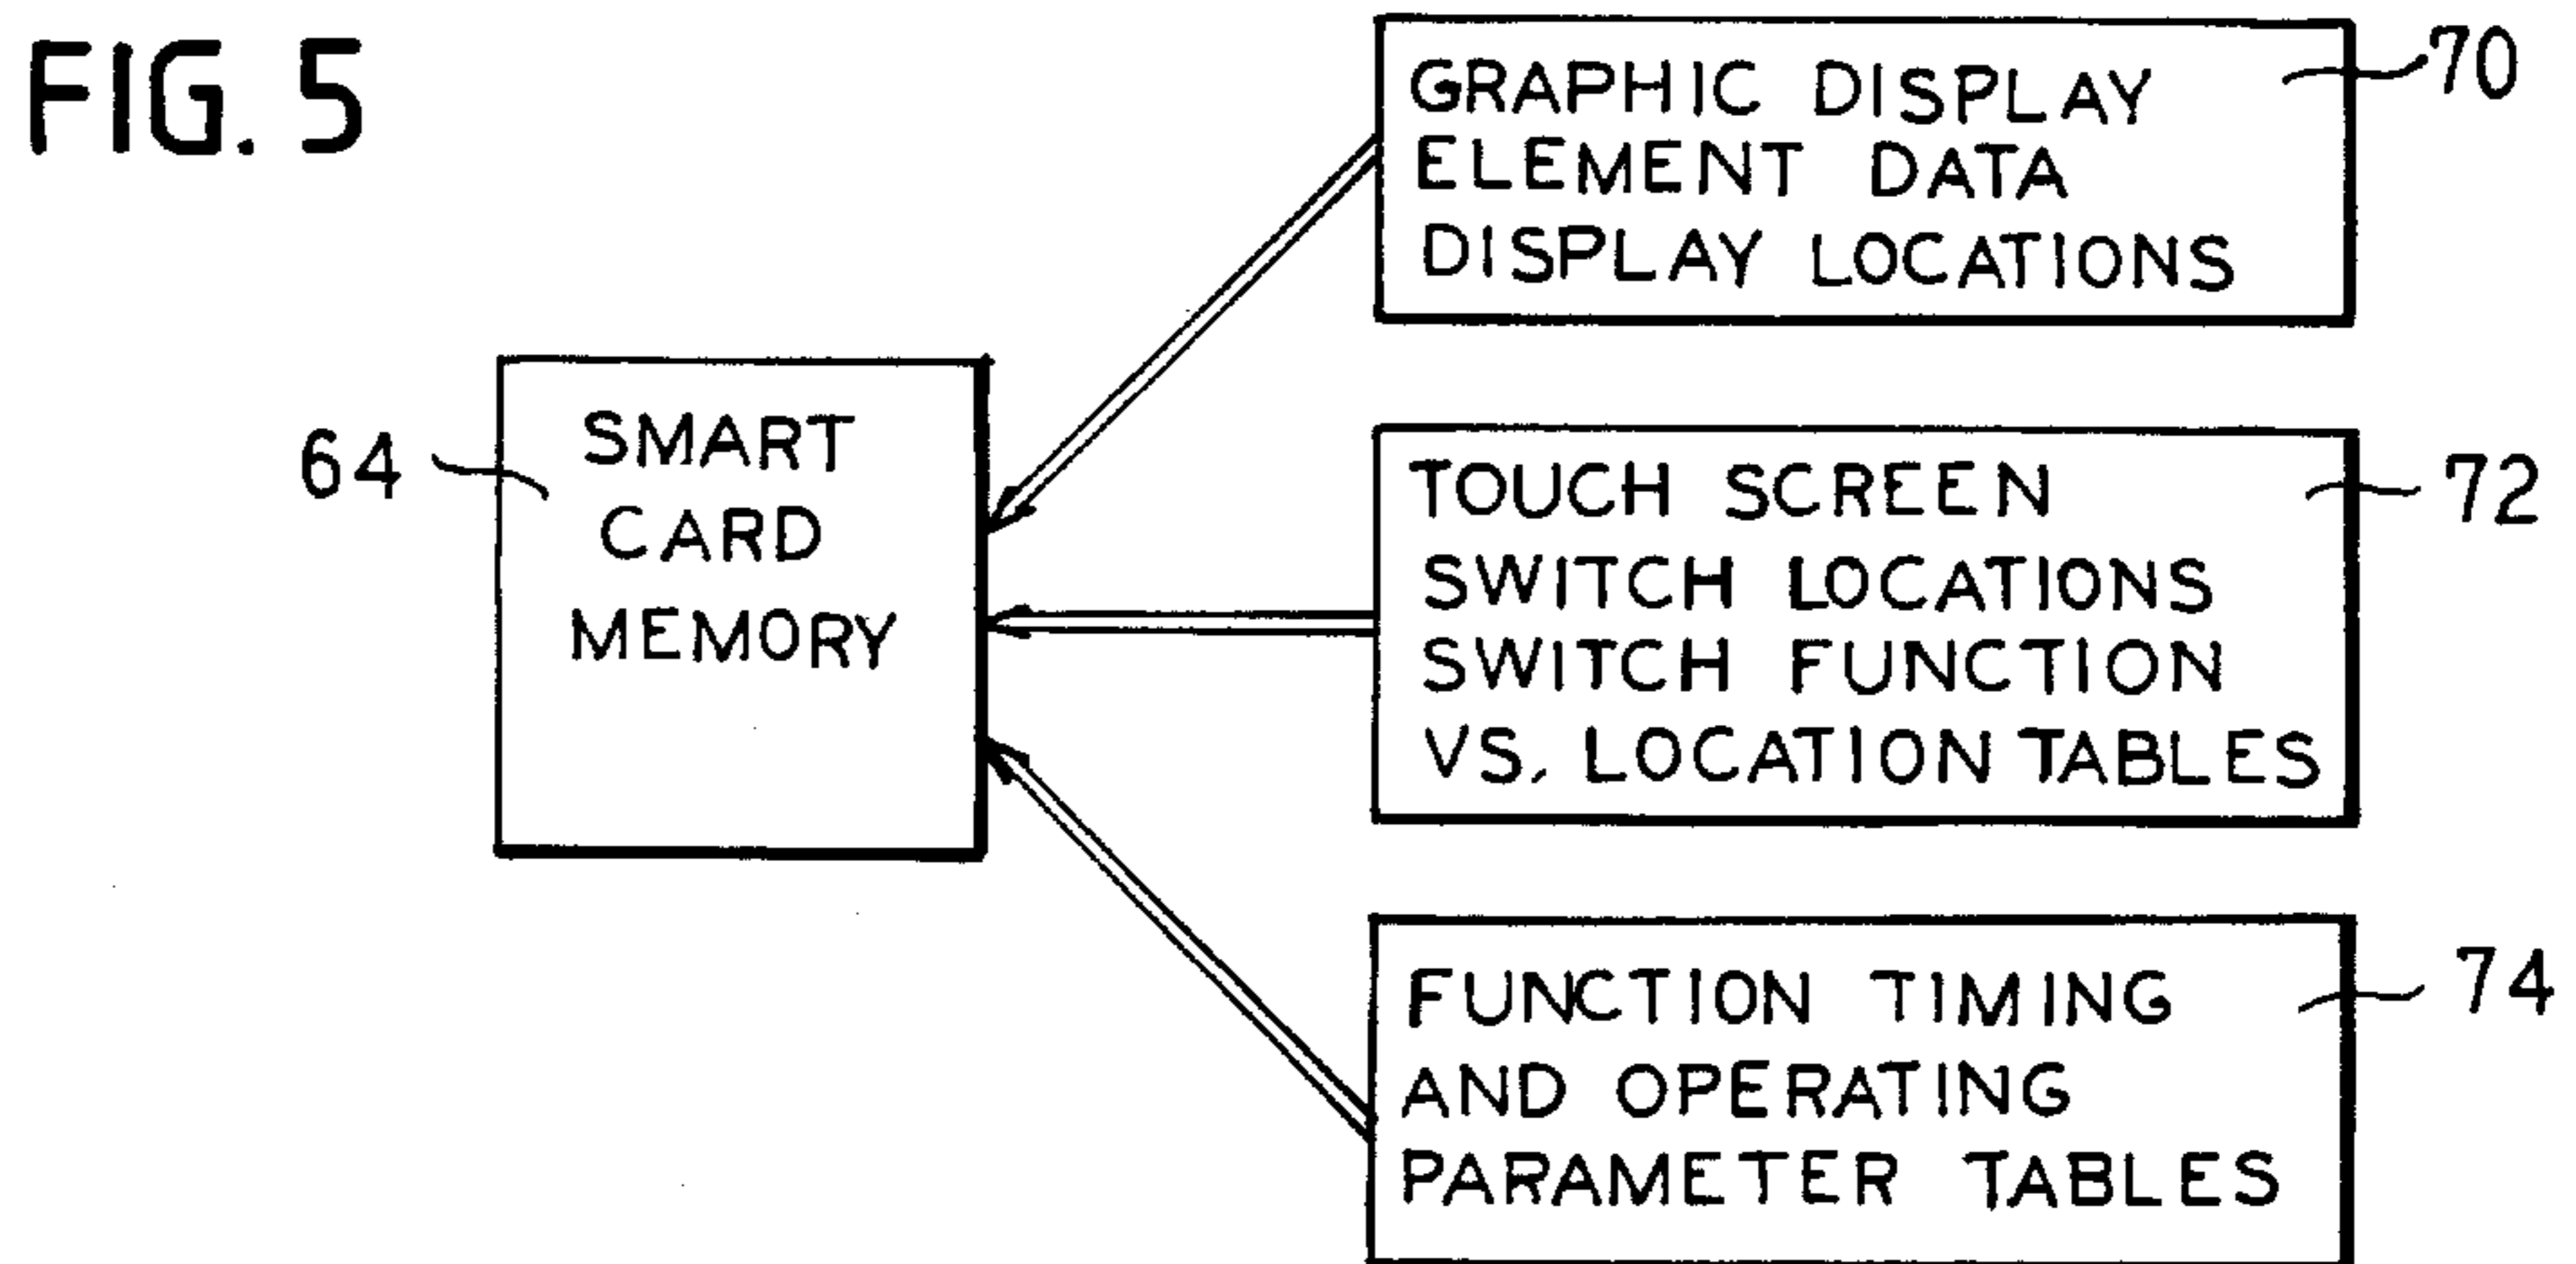 FIG. 5
GRAPHIC DISPLAY
ELEMENT DATA
DISPLAY LOCATIONS
70
64
SMART
CARD
MEMORY
TOUCH SCREEN
SWITCH LOCATIONS
SWITCH FUNCTION
VS. LOCATION TABLES
72
FUNCTION TIMING
AND OPERATING
PARAMETER TABLES
74